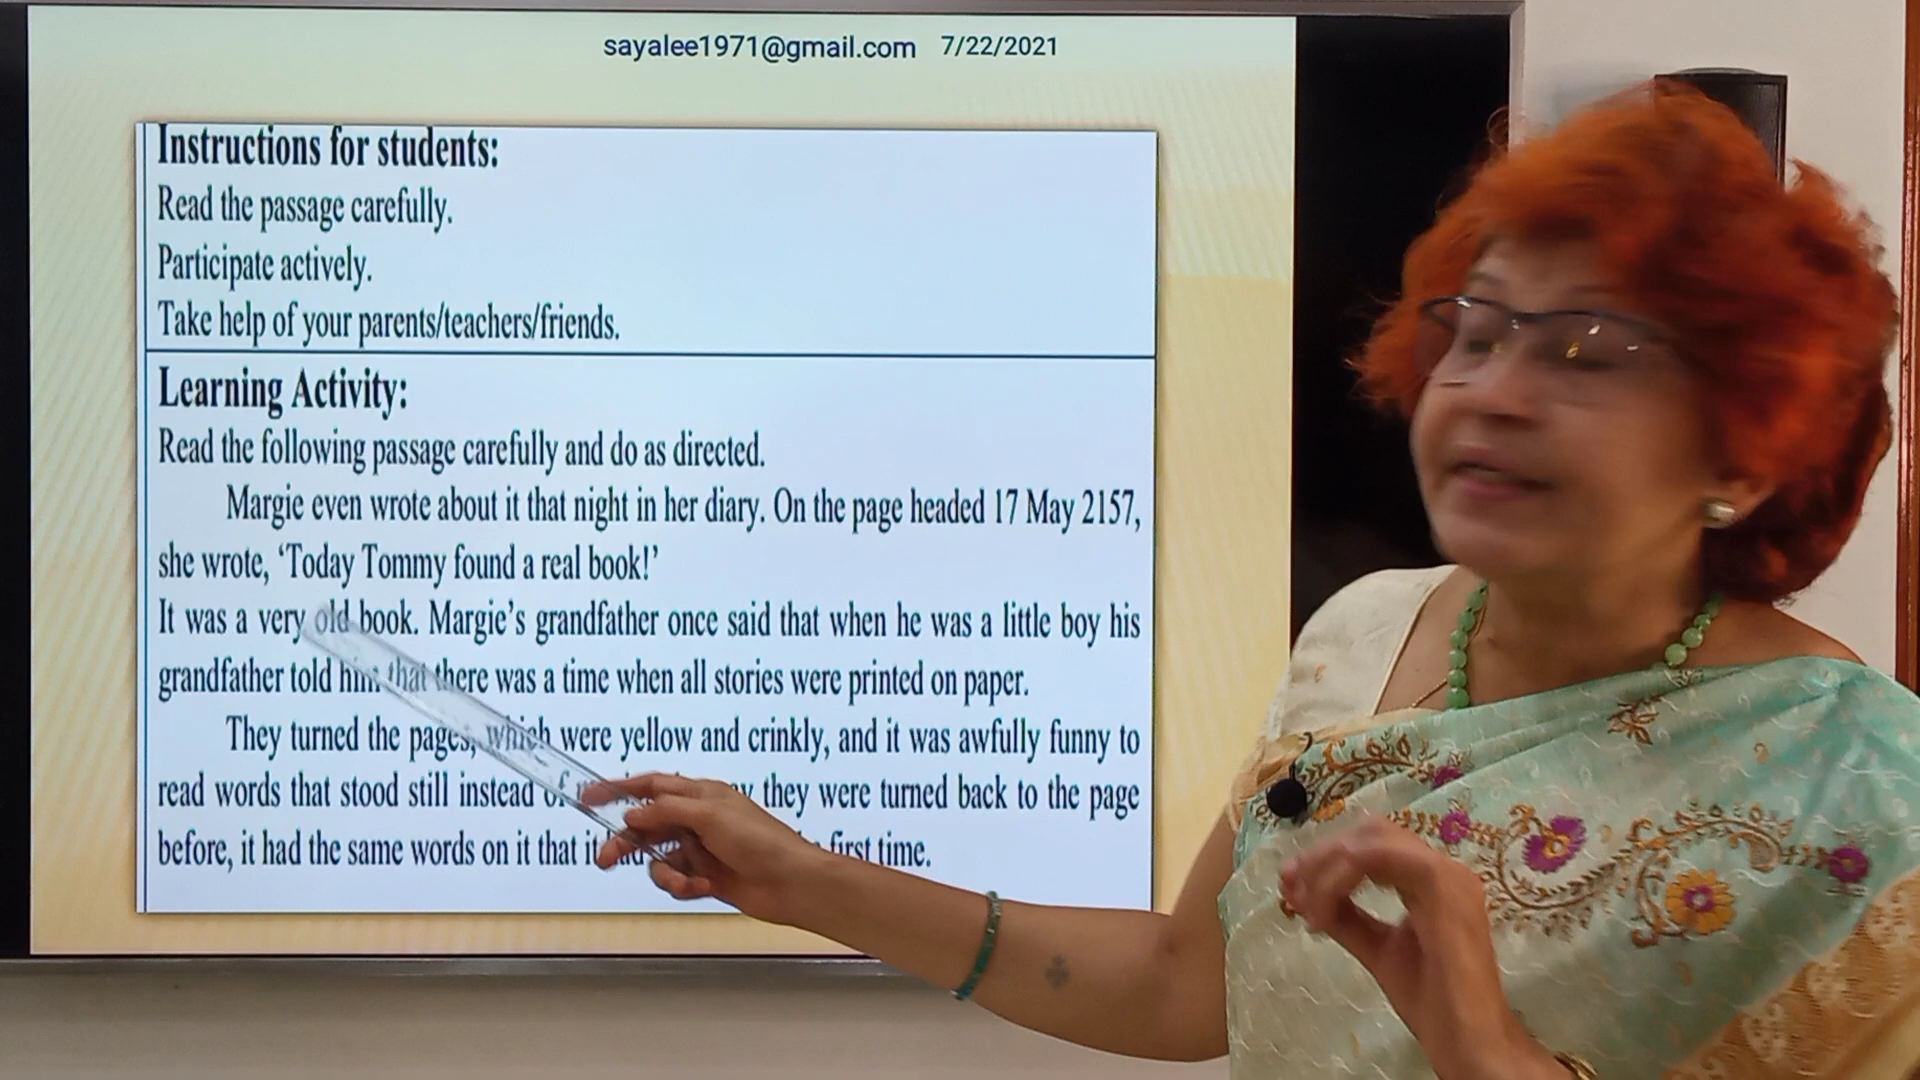 sayalee1971@gmail.com 7/22/2021
Instructions for students:
Read the passage carefully.
Participate actively.
Take help of your parents/teachers/friends.
Learning Activity:
Read the following passage carefully and do as directed.
Margie even wrote about it that night in her diary. On the page headed 17 May 2157,
she wrote, ‘Today Tommy found a real book!’
It was a very old book. Margie’s grandfather once said that when he was a little boy his
grandfather told him that there was a time when all stories were printed on paper.
They turned the pages, which were yellow and crinkly, and it was awfully funny to
read words that stood still instead of they were turned back to the page
before, it had the same words on it that it first time.